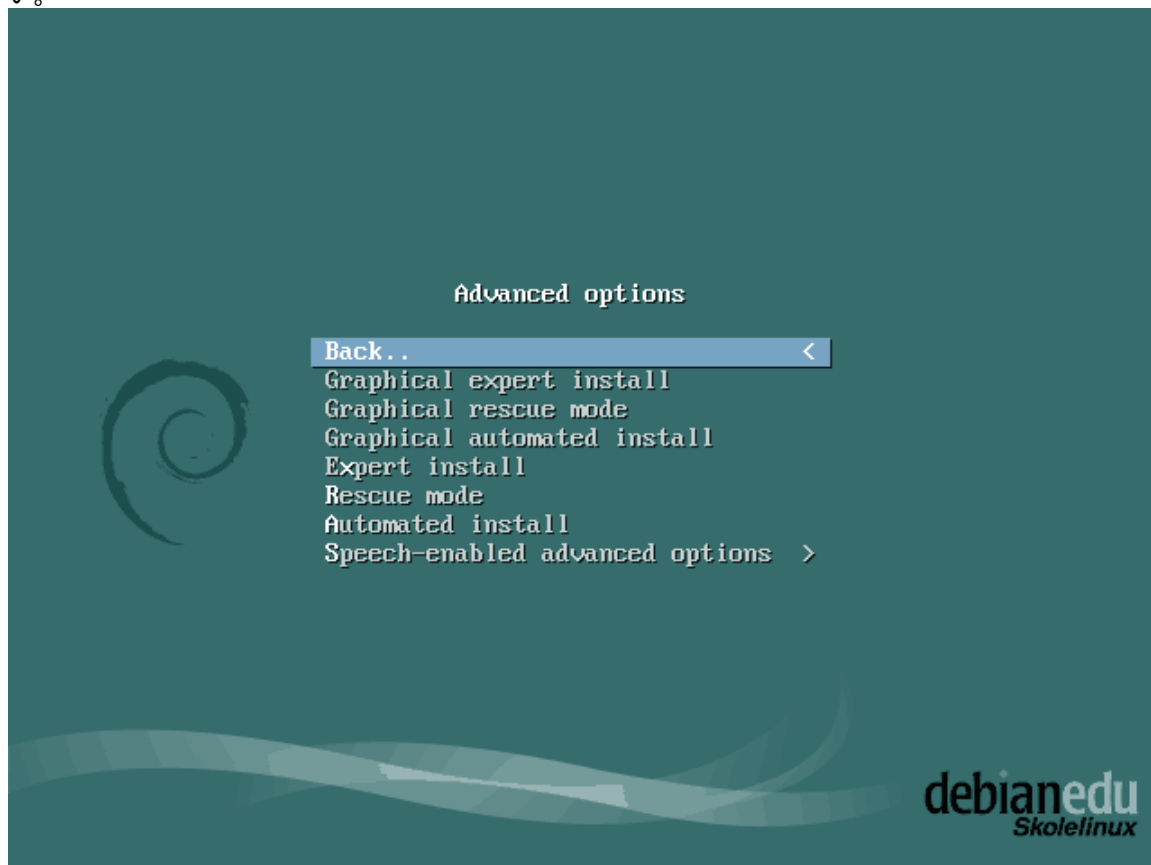 い。
Advanced options
Back.. <
Graphical expert install
Graphical rescue mode
Graphical automated install
Expert install
Rescue mode
Automated install
Speech-enabled advanced options >
debianedu
Skolelinux